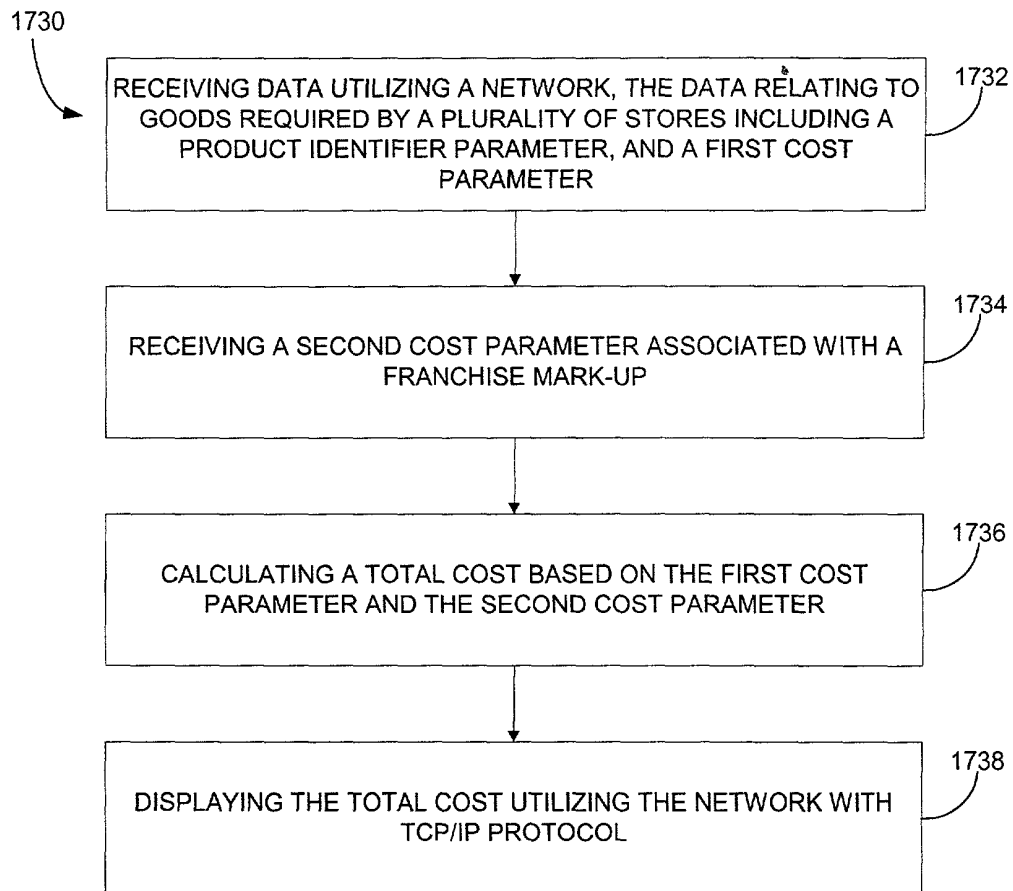 1730
RECEIVING DATA UTILIZING A NETWORK, THE DATA RELATING TO
GOODS REQUIRED BY A PLURALITY OF STORES INCLUDING A
PRODUCT IDENTIFIER PARAMETER, AND A FIRST COST
PARAMETER
1732
RECEIVING A SECOND COST PARAMETER ASSOCIATED WITH A
FRANCHISE MARK-UP
1734
CALCULATING A TOTAL COST BASED ON THE FIRST COST
PARAMETER AND THE SECOND COST PARAMETER
1736
DISPLAYING THE TOTAL COST UTILIZING THE NETWORK WITH
TCP/IP PROTOCOL
1738